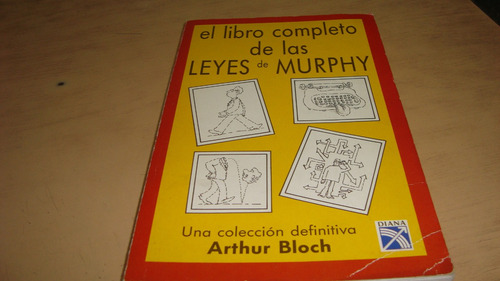 el libro completo
de las
LEYES de MURPHY
Una colección definitiva
Arthur Bloch
DIANA